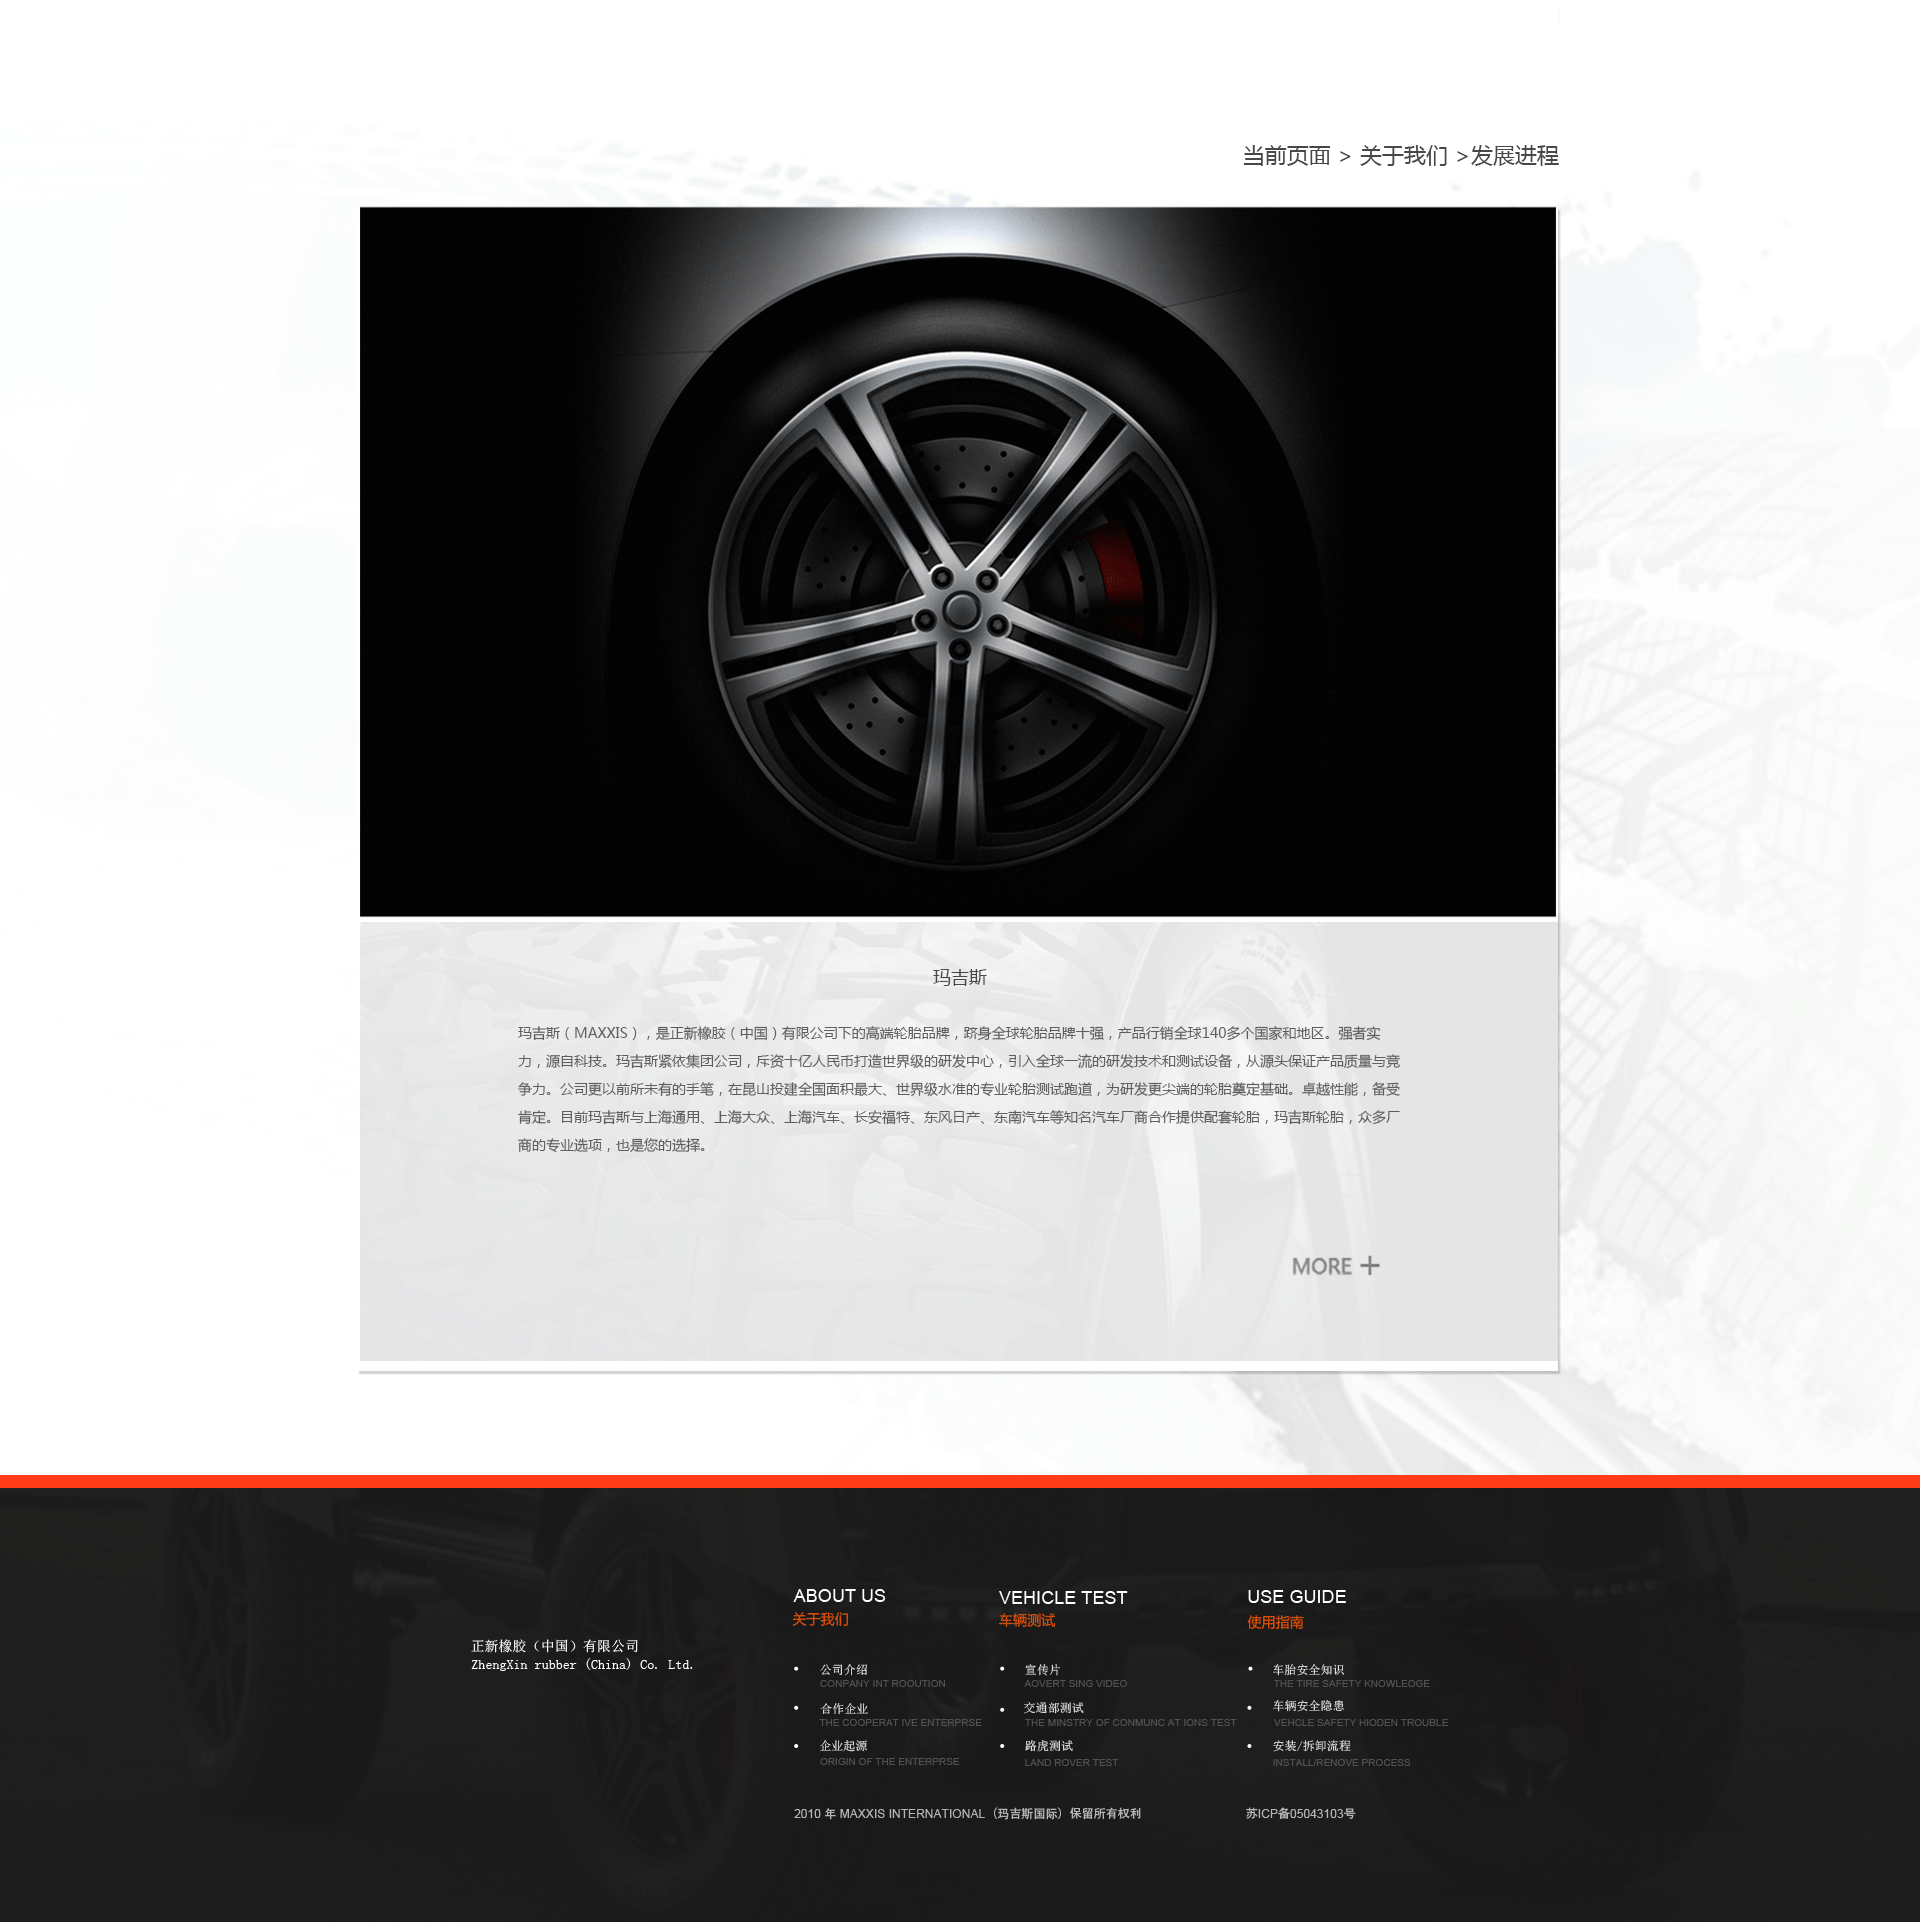 当前页面 > 关于我们 >发展进程
玛吉斯
玛吉斯（MAXXIS），是正新橡胶（中国）有限公司下的高端轮胎品牌，跻身全球轮胎品牌十强，产品行销全球140多个国家和地区。强者实
力，源自科技。玛吉斯紧依集团公司，斥资十亿人民币打造世界级的研发中心，引入全球一流的研发技术和测试设备，从源头保证产品质量与竞
争力。公司更以前所未有的手笔，在昆山投建全国面积最大、世界级水准的专业轮胎测试跑道，为研发更尖端的轮胎奠定基础。卓越性能，备受
肯定。目前玛吉斯与上海通用、上海大众、上海汽车、长安福特、东风日产、东南汽车等知名汽车厂商合作提供配套轮胎，玛吉斯轮胎，众多厂
商的专业选项，也是您的选择。
MORE +
正新橡胶（中国）有限公司
ZhengXin rubber (China) Co. Ltd.
ABOUT US
关于我们
• 公司介绍
CONPANY INT ROOUTION
• 合作企业
THE COOPERAT IVE ENTERPRSE
• 企业起源
ORIGIN OF THE ENTERPRSE
VEHICLE TEST
车辆测试
• 宣传片
AOVERT SING VIDEO
• 交通部测试
THE MINSTRY OF CONMUNC AT IONS TEST
• 路虎测试
LAND ROVER TEST
USE GUIDE
使用指南
• 车胎安全知识
THE TIRE SAFETY KNOWLEOGE
• 车辆安全隐患
VEHCLE SAFETY HIODEN TROUBLE
• 安装/拆卸流程
INSTALL/RENOVE PROCESS
2010 年 MAXXIS INTERNATIONAL（玛吉斯国际）保留所有权利
苏ICP备05043103号